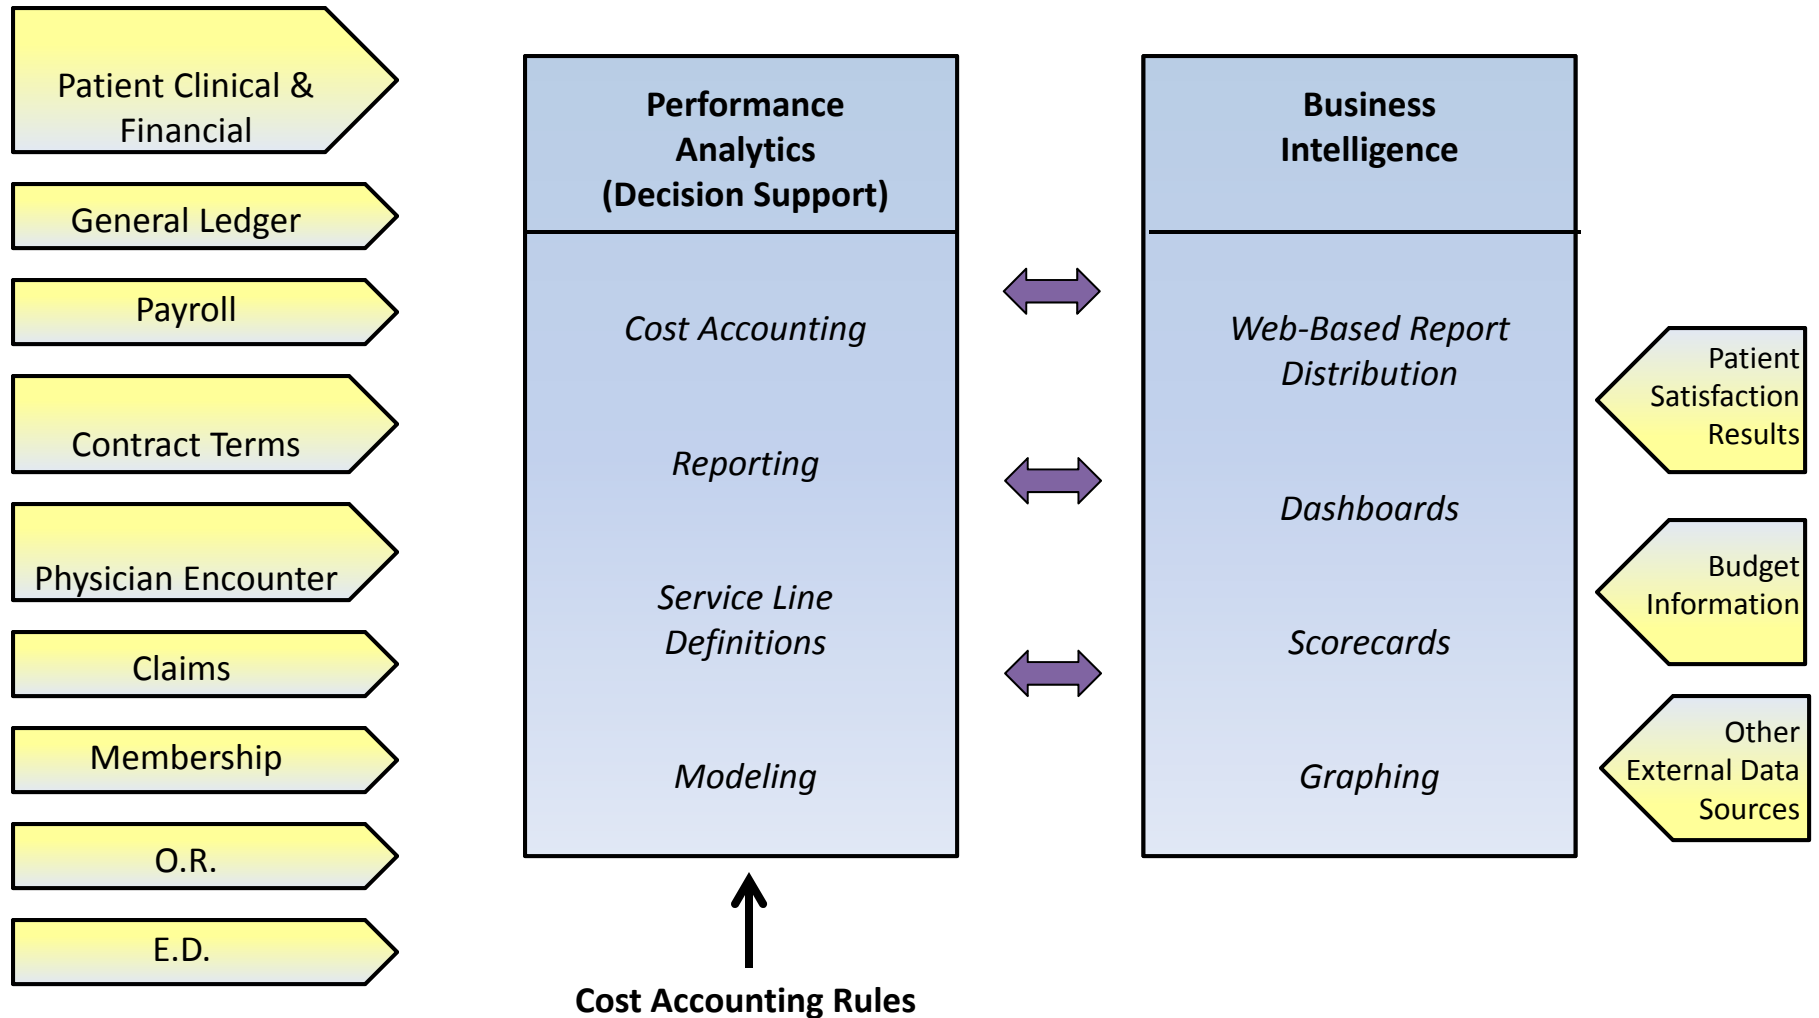 Patient Clinical &
Financial
General Ledger
Payroll
Contract Terms
Physician Encounter
Claims
Membership
O.R.
E.D.
Performance
Analytics
(Decision Support)
Cost Accounting
Reporting
Service Line
Definitions
Modeling
Cost Accounting Rules
Business
Intelligence
Web-Based Report
Distribution
Dashboards
Scorecards
Graphing
Patient
Satisfaction
Results
Budget
Information
Other
External Data
Sources